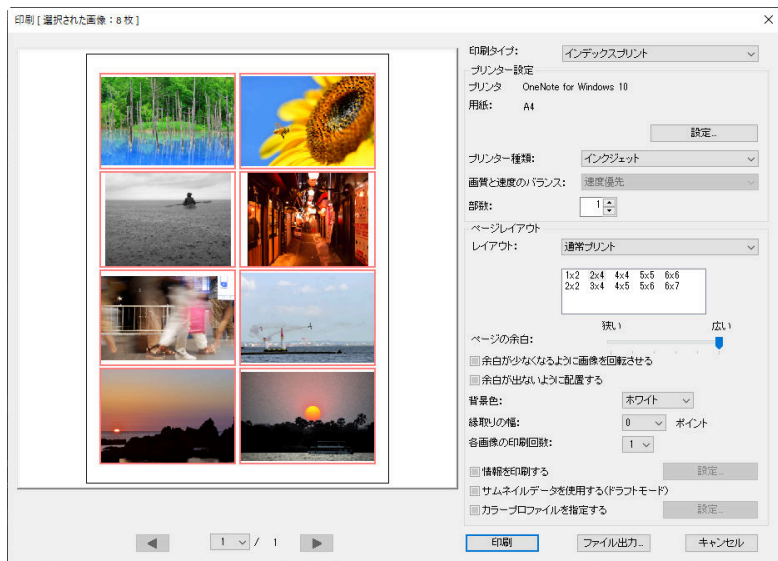 印刷 [ 選択された画像：8 枚 ]
印刷タイプ: インデックスプリント
プリンター設定
プリンタ OneNote for Windows 10
用紙: A4
設定...
プリンター種類: インクジェット
画質と速度のバランス: 速度優先
部数: 1
ページレイアウト
レイアウト: 通常プリント
1x2 2x4 4x4 5x5 6x6
2x2 3x4 4x5 5x6 6x7
狭い 広い
ページの余白:
余白が少なくなるように画像を回転させる
余白が出ないように配置する
背景色: ホワイト
縁取りの幅: 0 ポイント
各画像の印刷回数: 1
情報を印刷する 設定...
サムネイルデータを使用する(ドラフトモード)
カラープロファイルを指定する 設定...
1 / 1
印刷 ファイル出力... キャンセル